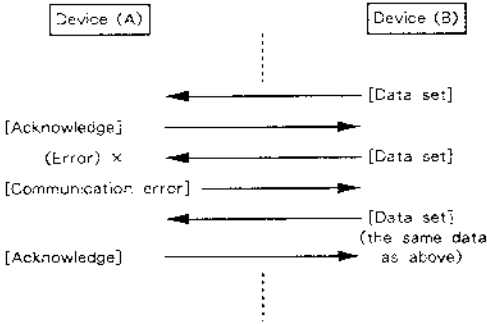 Device (A) Device (B)
[Data set]
[Acknowledge]
(Error) × [Data set]
[Communication error]
[Data set]
(the same data
[Acknowledge] as above)